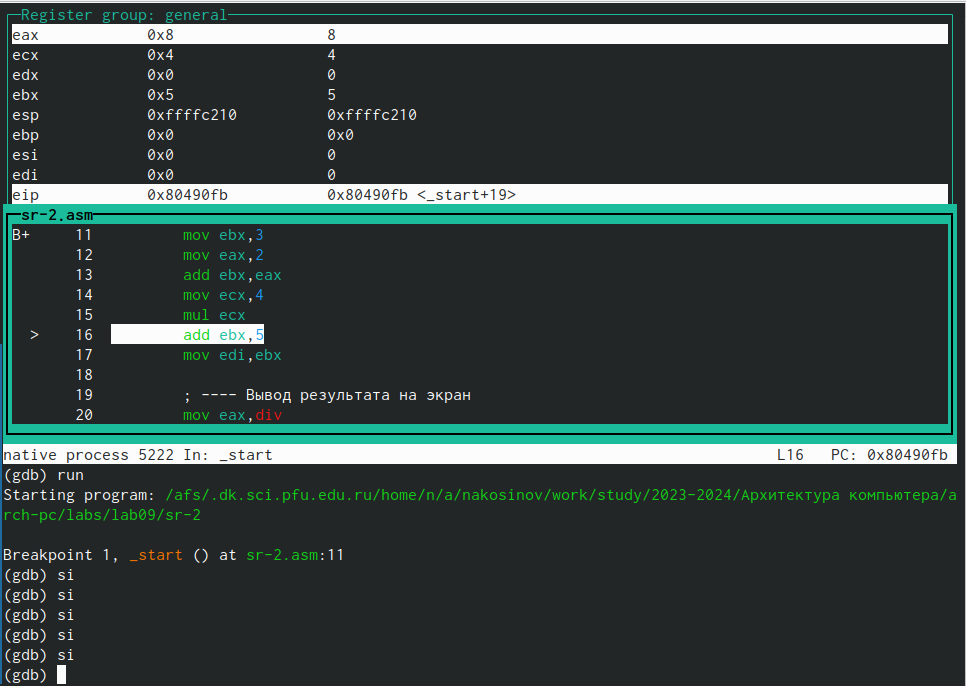 Register group: general
eax 0x8 8
ecx 0x4 4
edx 0x0 0
ebx 0x5 5
esp 0xffffc210 0xffffc210
ebp 0x0 0x0
esi 0x0 0
edi 0x0 0
eip 0x80490fb 0x80490fb <_start+19>
sr-2.asm
B+ 11 mov ebx,3
12 mov eax,2
13 add ebx,eax
14 mov ecx,4
15 mul ecx
> 16 add ebx,5
17 mov edi,ebx
18
19 ; ---- Вывод результата на экран
20 mov eax,div
native process 5222 In: _start L16 PC: 0x80490fb
(gdb) run
Starting program: /afs/.dk.sci.pfu.edu.ru/home/n/a/nakosinov/work/study/2023-2024/Архитектура компьютера/a
rch-pc/labs/lab09/sr-2
Breakpoint 1, _start () at sr-2.asm:11
(gdb) si
(gdb) si
(gdb) si
(gdb) si
(gdb) si
(gdb)